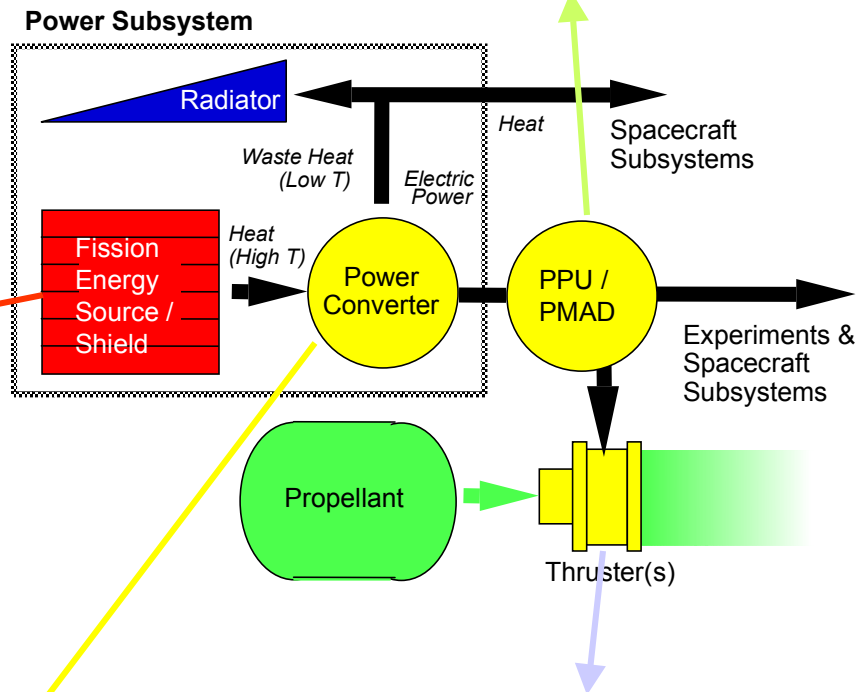 Power Subsystem
Radiator
Heat
Spacecraft
Subsystems
Waste Heat
(Low T)
Electric
Power
Fission
Energy
Source /
Shield
Heat
(High T)
Power
Converter
PPU /
PMAD
Experiments &
Spacecraft
Subsystems
Propellant
Thruster(s)